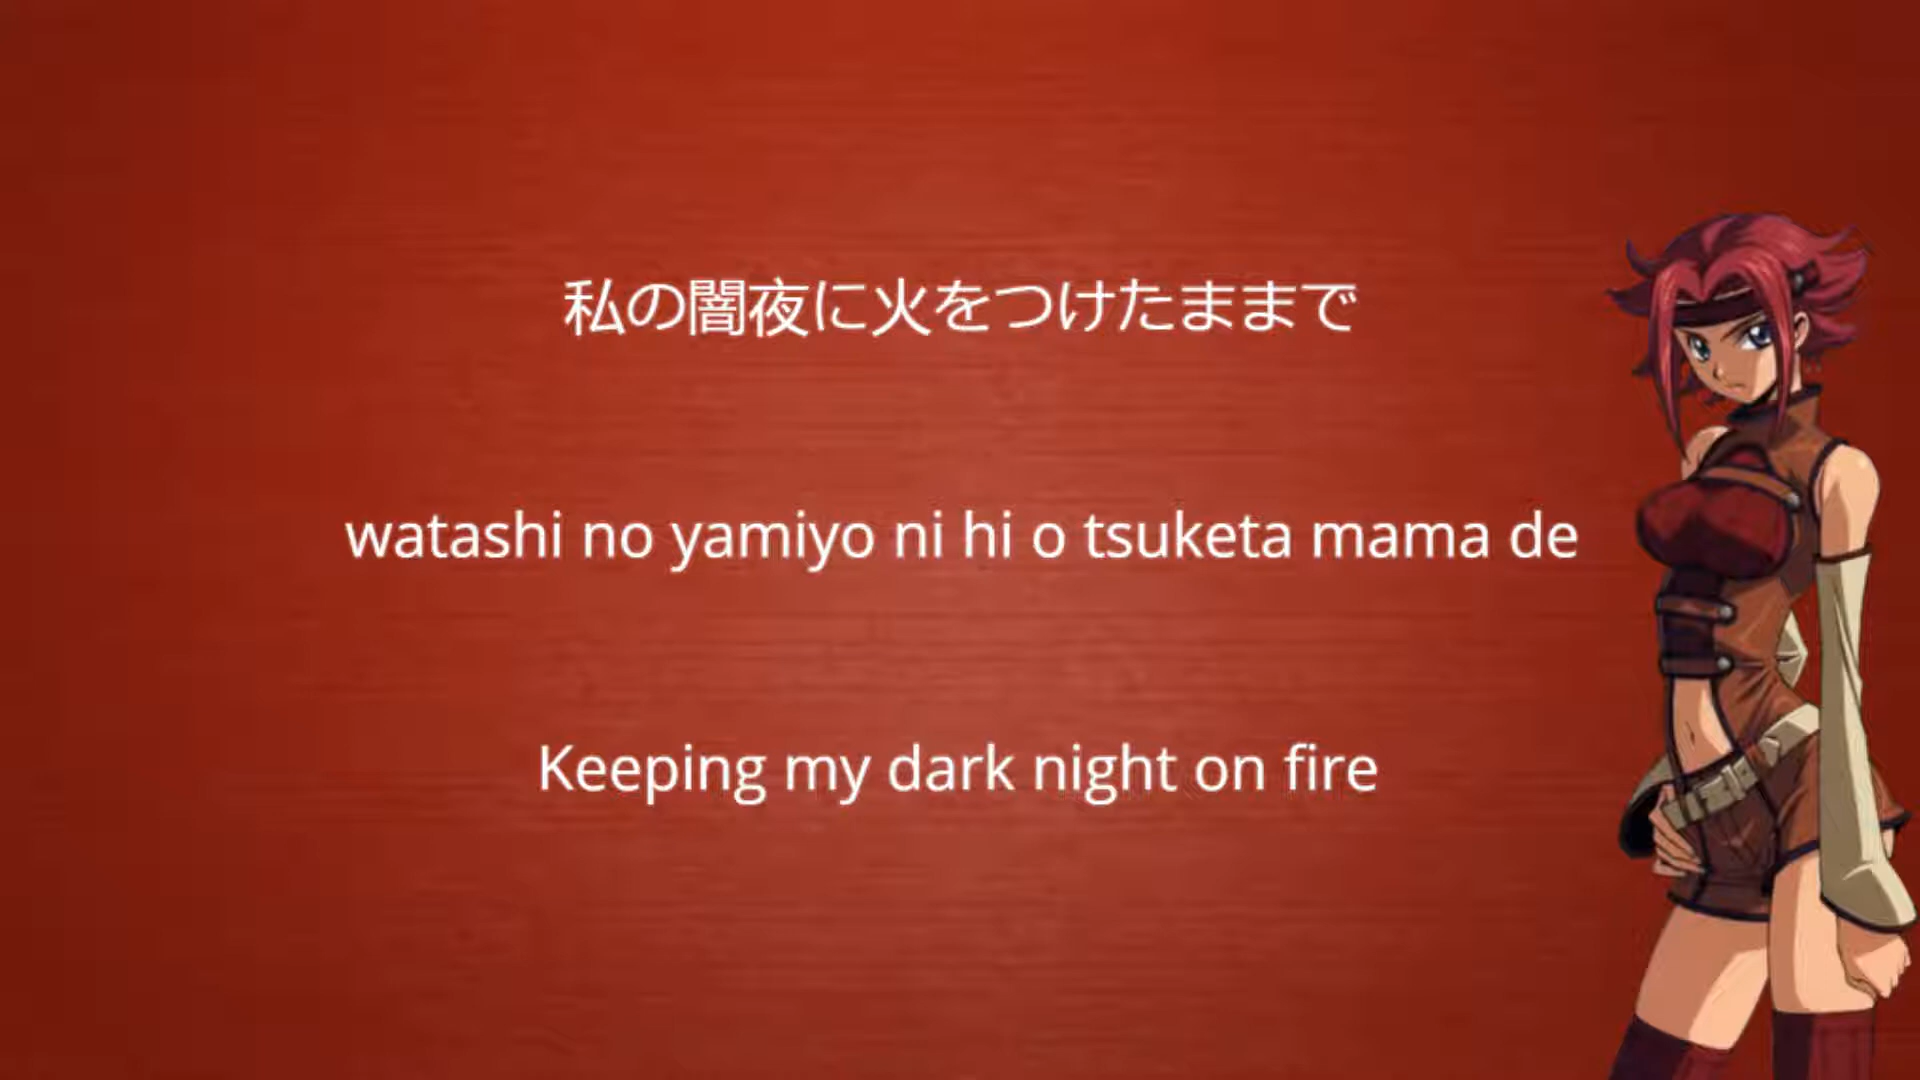 私の闇夜に火をつけたままで
watashi no yamiyo ni hi o tsuketa mama de
Keeping my dark night on fire